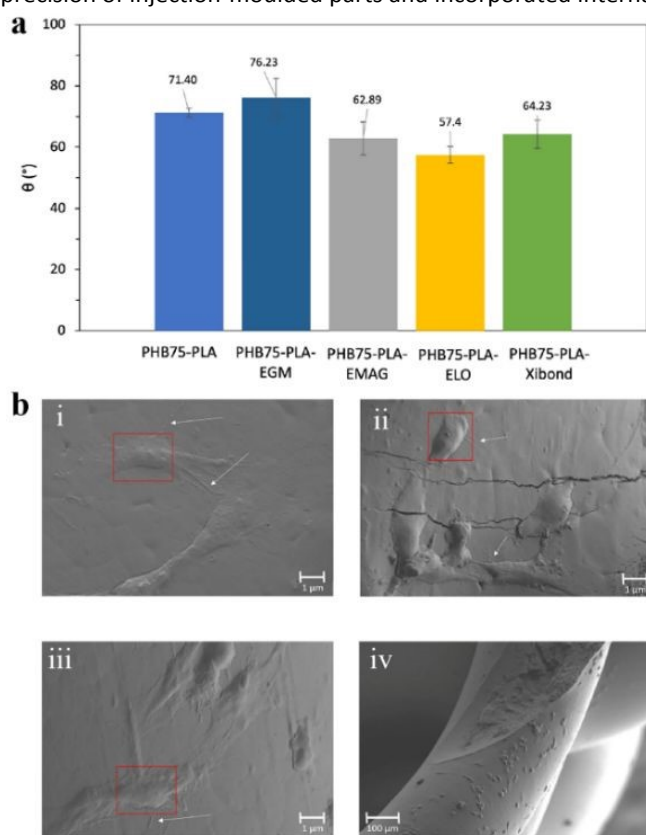 precision of injection-moulded parts and incorporated interna
a
100
80
60
40
20
0
θ (°)
71.40
76.23
62.89
57.4
64.23
PHB75-PLA
PHB75-PLA-
EGM
PHB75-PLA-
EMAG
PHB75-PLA-
ELO
PHB75-PLA-
Xibond
b
i
1 µm
ii
1 µm
iii
1 µm
iv
100 µm